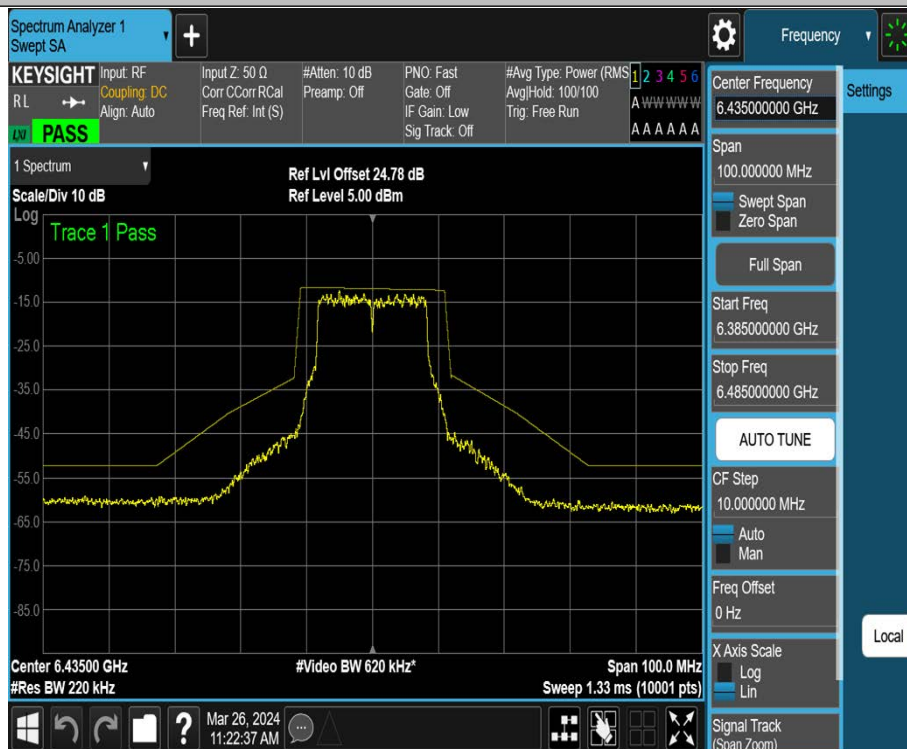 Spectrum Analyzer 1
Swept SA
+
Frequency
KEYSIGHT
RL
LXI
PASS
Input: RF
Coupling: DC
Align: Auto
Input Z: 50 Ω
Corr CCorr RCal
Freq Ref: Int (S)
#Atten: 10 dB
Preamp: Off
PNO: Fast
Gate: Off
IF Gain: Low
Sig Track: Off
#Avg Type: Power (RMS
Avg|Hold: 100/100
Trig: Free Run
1 2 3 4 5 6
A W W W W W
A A A A A A
1 Spectrum
Scale/Div 10 dB
Ref Lvl Offset 24.78 dB
Ref Level 5.00 dBm
Log
Trace 1 Pass
-5.00
-15.0
-25.0
-35.0
-45.0
-55.0
-65.0
-75.0
-85.0
Center 6.43500 GHz
#Res BW 220 kHz
#Video BW 620 kHz*
Span 100.0 MHz
Sweep 1.33 ms (10001 pts)
?
Mar 26, 2024
11:22:37 AM
Center Frequency
6.435000000 GHz
Span
100.000000 MHz
Swept Span
Zero Span
Full Span
Start Freq
6.385000000 GHz
Stop Freq
6.485000000 GHz
AUTO TUNE
CF Step
10.000000 MHz
Auto
Man
Freq Offset
0 Hz
X Axis Scale
Log
Lin
Signal Track
(Span Zoom)
Settings
Local